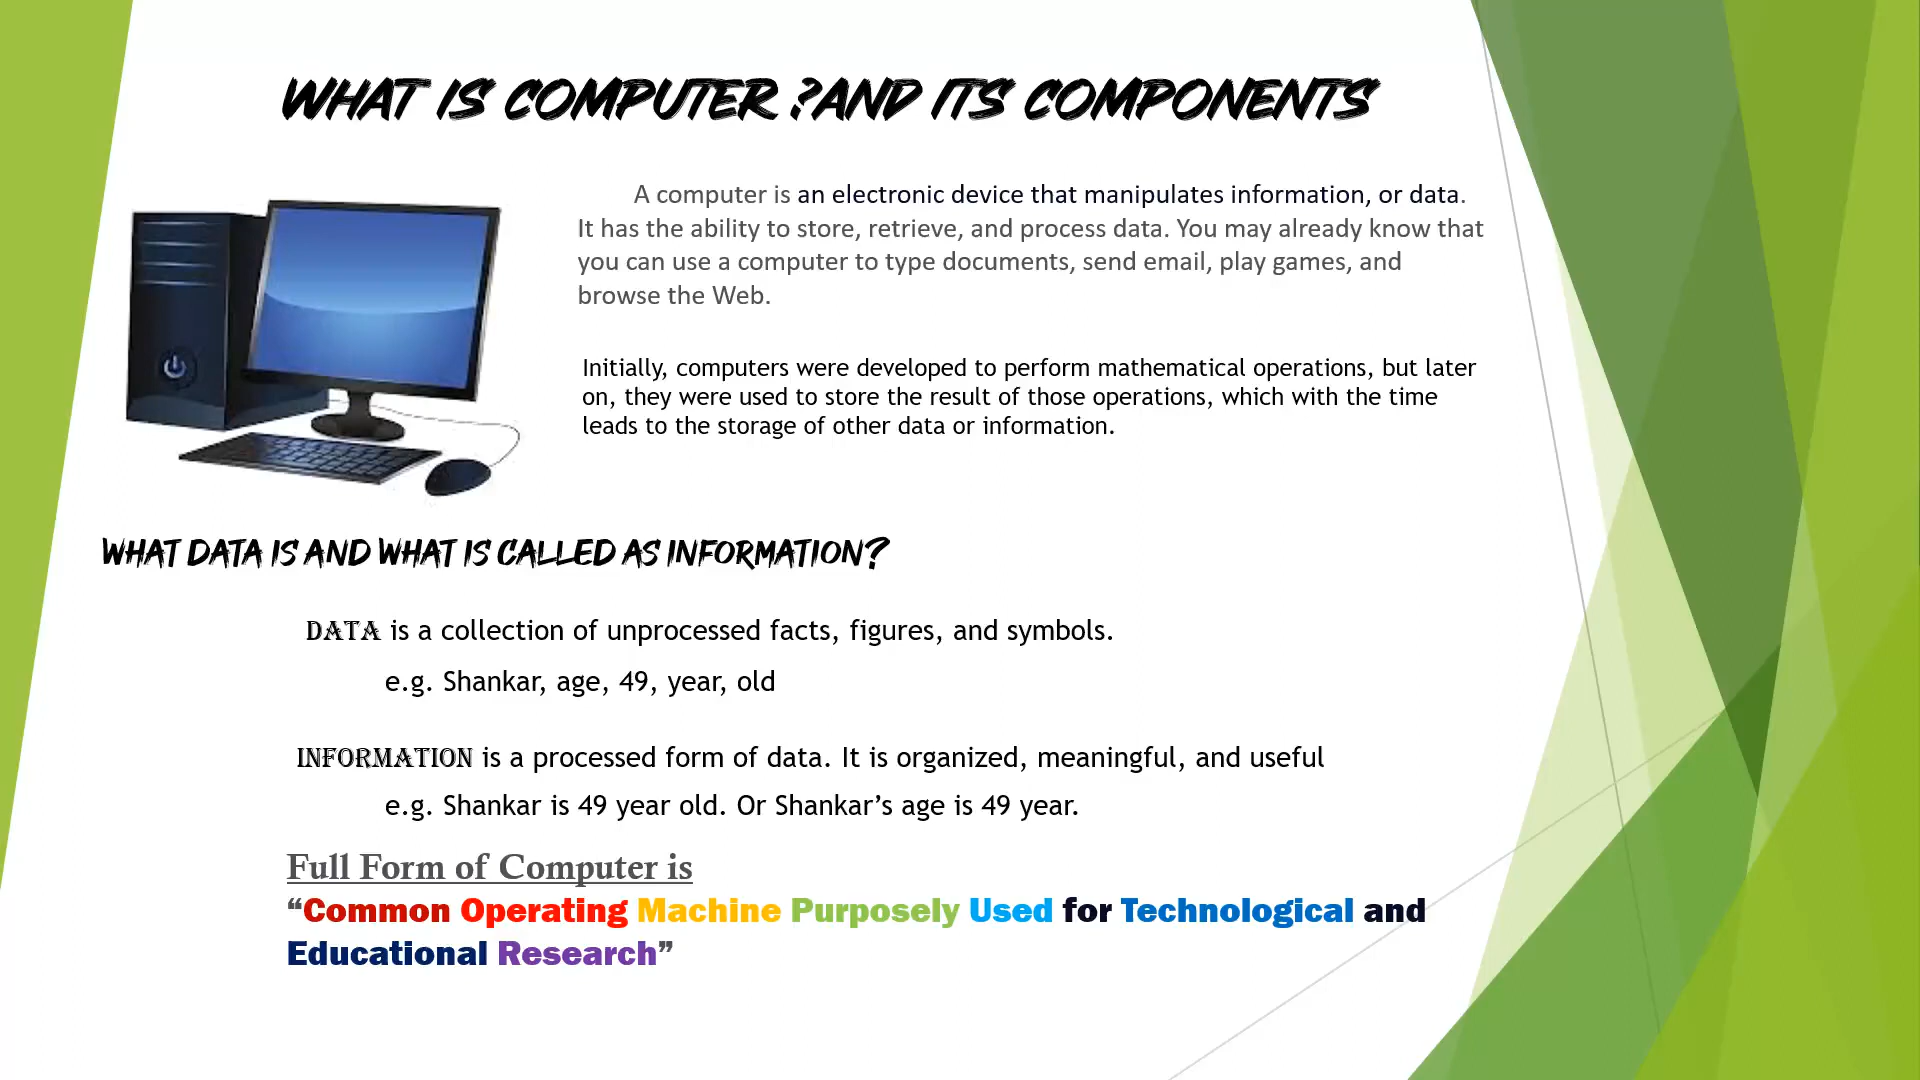 WHAT IS COMPUTER ?AND ITS COMPONENTS
A computer is an electronic device that manipulates information, or data.
It has the ability to store, retrieve, and process data. You may already know that
you can use a computer to type documents, send email, play games, and
browse the Web.
Initially, computers were developed to perform mathematical operations, but later
on, they were used to store the result of those operations, which with the time
leads to the storage of other data or information.
WHAT DATA IS AND WHAT IS CALLED AS INFORMATION?
DATA is a collection of unprocessed facts, figures, and symbols.
e.g. Shankar, age, 49, year, old
INFORMATION is a processed form of data. It is organized, meaningful, and useful
e.g. Shankar is 49 year old. Or Shankar’s age is 49 year.
Full Form of Computer is
“Common Operating Machine Purposely Used for Technological and
Educational Research”